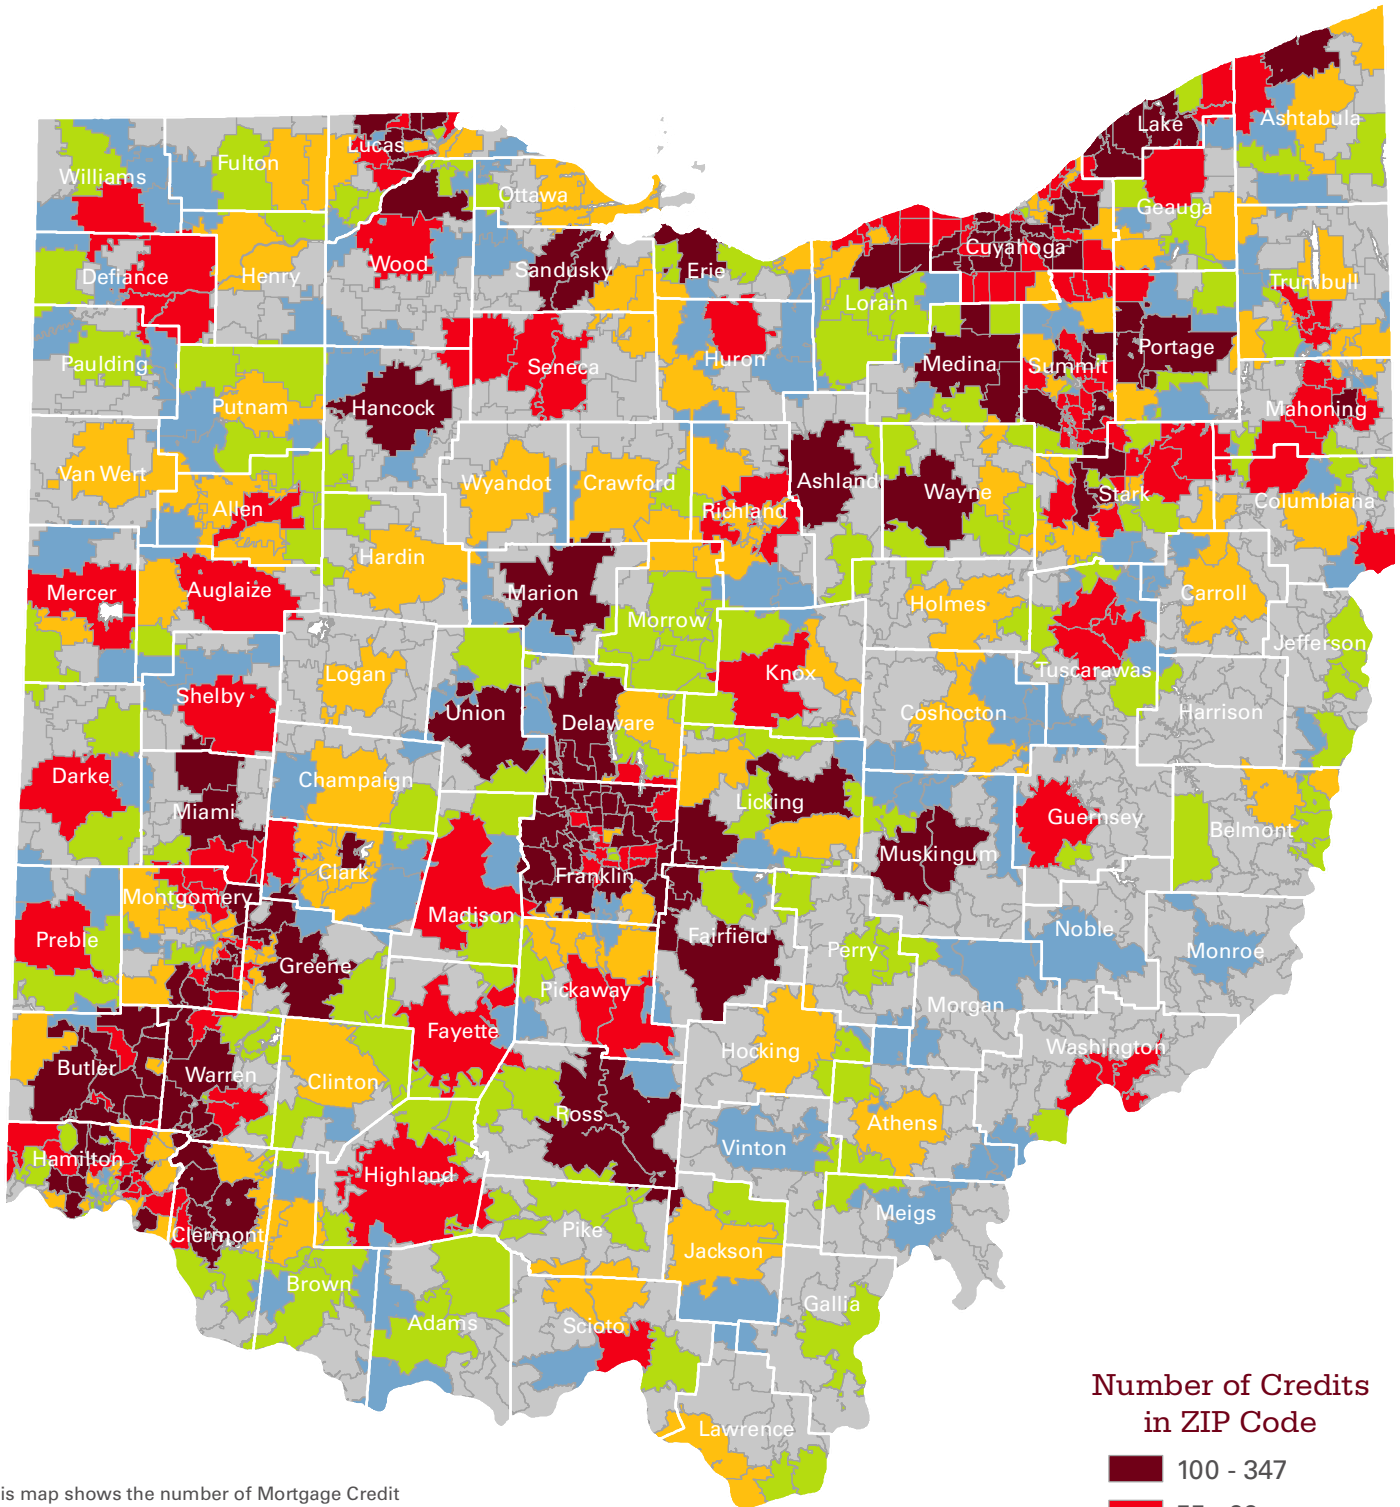 Lake
Ashtabula
Lucas
Williams
Fulton
Ottawa
Geauga
Cuyahoga
Defiance
Henry
Wood
Sandusky
Erie
Lorain
Trumbull
Paulding
Seneca
Huron
Medina
Summit
Portage
Putnam
Hancock
Mahoning
Van Wert
Wyandot
Crawford
Ashland
Wayne
Stark
Columbiana
Allen
Richland
Hardin
Mercer
Auglaize
Marion
Morrow
Holmes
Carroll
Jefferson
Logan
Knox
Tuscarawas
Shelby
Union
Delaware
Coshocton
Harrison
Darke
Champaign
Miami
Licking
Guernsey
Belmont
Clark
Franklin
Muskingum
Montgomery
Madison
Preble
Greene
Fairfield
Perry
Noble
Monroe
Pickaway
Morgan
Fayette
Butler
Warren
Clinton
Hocking
Washington
Ross
Athens
Hamilton
Highland
Vinton
Clermont
Pike
Jackson
Meigs
Brown
Adams
Scioto
Gallia
Lawrence
Number of Credits
in ZIP Code
100 - 347
is map shows the number of Mortgage Credit